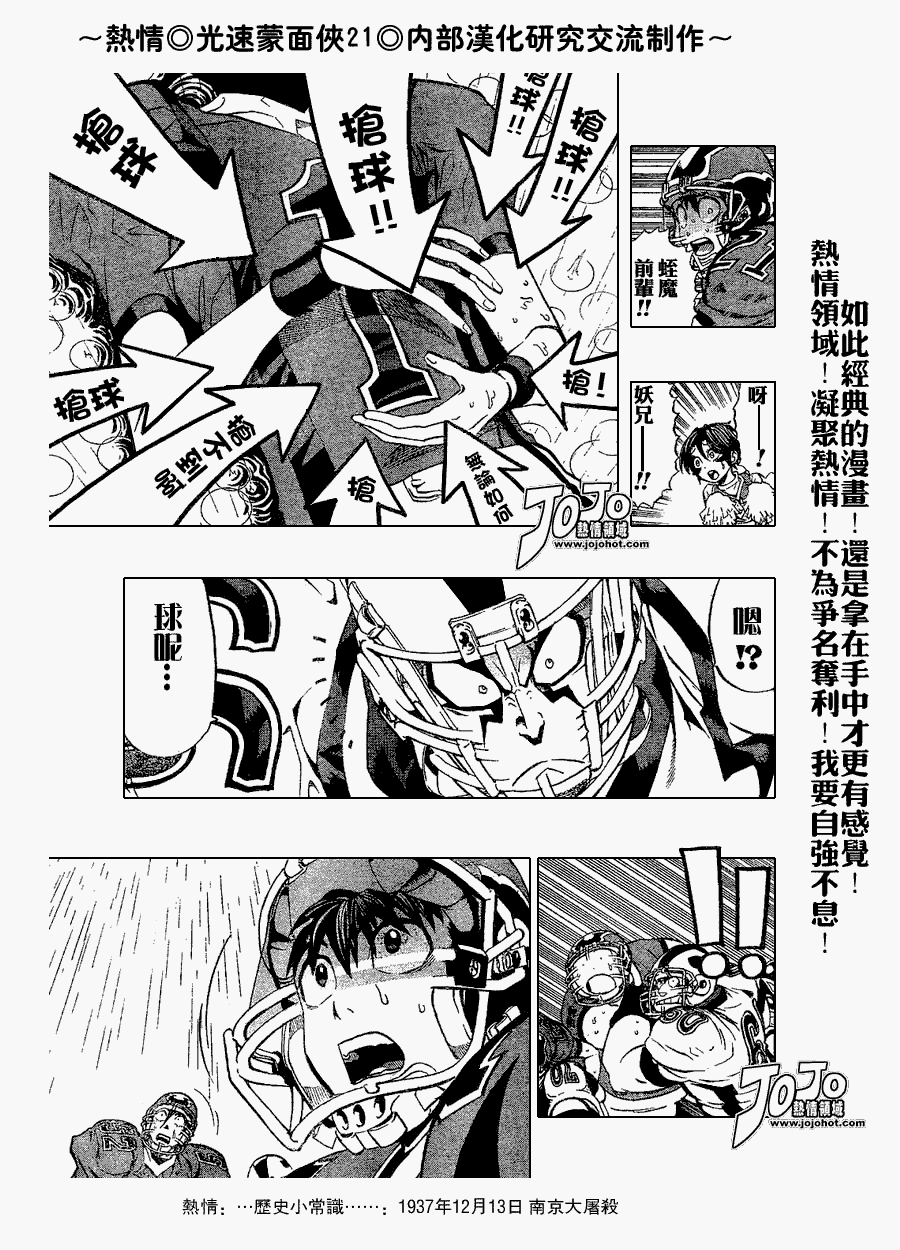 ～熱情◎光速蒙面俠21◎内部漢化研究交流制作～
蛭魔
前輩!!
搶球!!
搶球!!
搶球!!
搶球
搶球
搶不到嗎
搶
無論如何
搶!
呀——!
妖兄——!!
JOJO
熱情領域
www.jojohot.com
嗯!?
球呢…
!!
JOJO
熱情領域
www.jojohot.com
如此經典的漫畫！還是拿在手中才更有感覺！
熱情領域！凝聚熱情！不為爭名奪利！我要自強不息！
熱情：…歷史小常識……：1937年12月13日 南京大屠殺